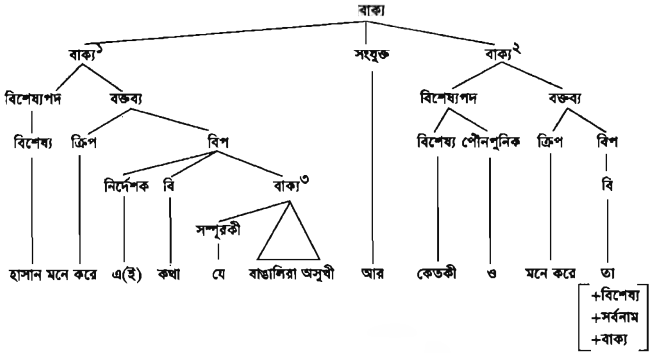 বাক্য
বাক্য১ সংযুক্ত বাক্য২
বিশেষ্যপদ বক্তব্য বিশেষ্যপদ বক্তব্য
বিশেষ্য ক্রিপ বিপ বিশেষ্য পৌনপুনিক ক্রিপ বিপ
নির্দেশক বি বাক্য৩ বি
সম্পূরকী
হাসান মনে করে এ(ই) কথা যে বাঙালিরা অসুখী আর কেতকী ও মনে করে তা
+বিশেষ্য
+সর্বনাম
+বাক্য